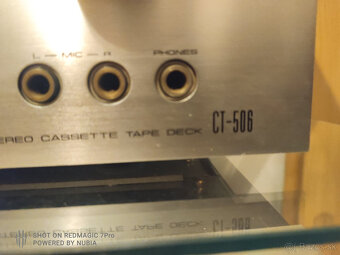 L — MIC — R PHONES
EREO CASSETTE TAPE DECK CT-506
SHOT ON REDMAGIC 7Pro
POWERED BY NUBIA